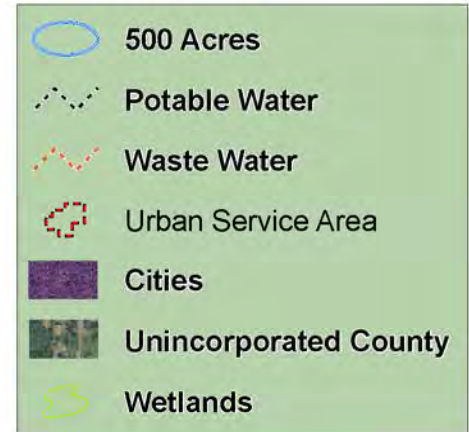 500 Acres
Potable Water
Waste Water
Urban Service Area
Cities
Unincorporated County
Wetlands